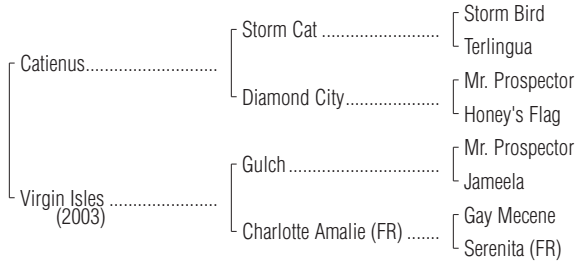 Storm Bird
Storm Cat ..............................
Terlingua
Catienus.................................
Mr. Prospector
Diamond City........................
Honey's Flag
Mr. Prospector
Gulch ......................................
Jameela
Virgin Isles ...........................
(2003)
Gay Mecene
Charlotte Amalie (FR) .......
Serenita (FR)